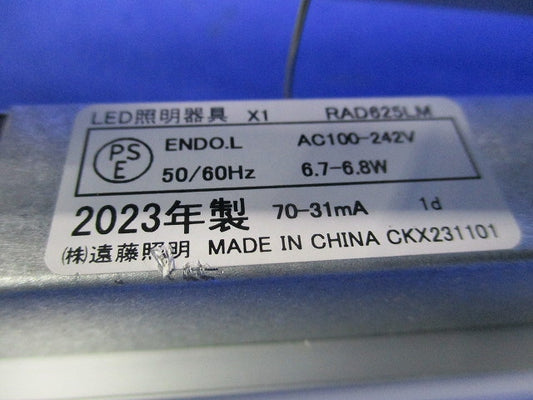 LED照明器具 X1 RAD625LM
PS
E
ENDO.L AC100-242V
50/60Hz 6.7-6.8W
2023年製 70-31mA 1d
(株)遠藤照明 MADE IN CHINA CKX231101